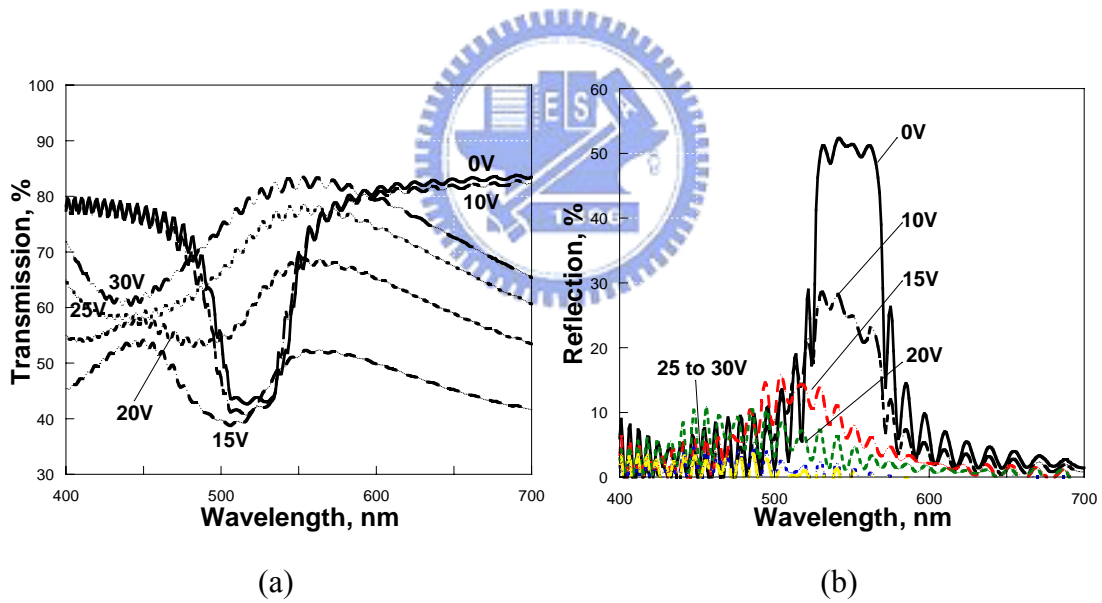 100
90
80
70
60
50
40
30
Transmission, %
0V
10V
30V
25V
20V
15V
400
500
600
700
Wavelength, nm
(a)
E S
1896
60
50
40
30
20
10
0
Reflection, %
0V
10V
15V
20V
25 to 30V
400
500
600
700
Wavelength, nm
(b)